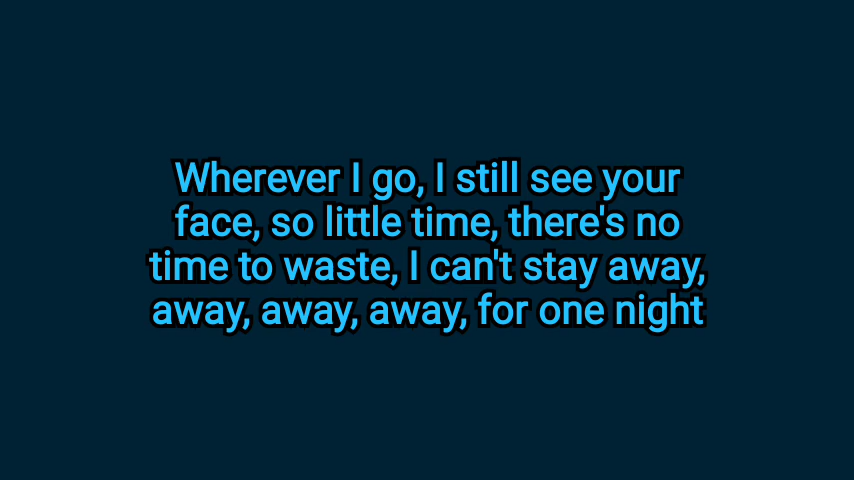 Wherever I go, I still see your
face, so little time, there's no
time to waste, I can't stay away,
away, away, away, for one night